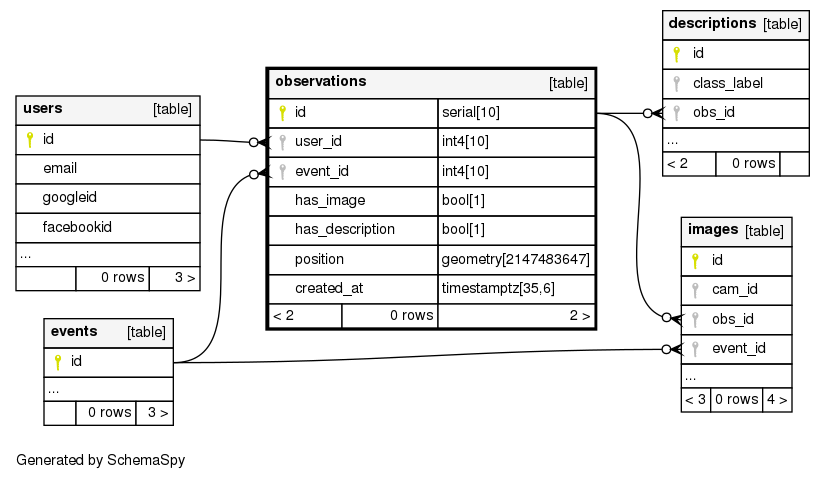 descriptions [table]
id
class_label
obs_id
...
< 2 0 rows
observations [table]
id serial[10]
user_id int4[10]
event_id int4[10]
has_image bool[1]
has_description bool[1]
position geometry[2147483647]
created_at timestamptz[35,6]
< 2 0 rows 2 >
users [table]
id
email
googleid
facebookid
...
0 rows 3 >
images [table]
id
cam_id
obs_id
event_id
...
< 3 0 rows 4 >
events [table]
id
...
0 rows 3 >
Generated by SchemaSpy